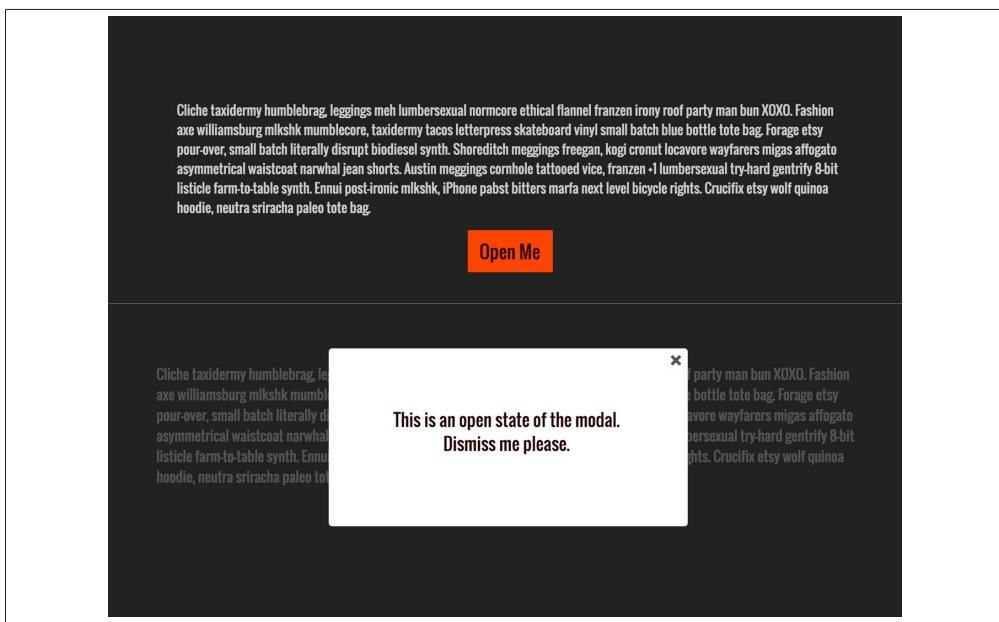 Cliche taxidermy humblebrag, leggings meh lumbersexual normcore ethical flannel franzen irony roof party man bun XOXO. Fashion
axe williamsburg mlkshk mumblecore, taxidermy tacos letterpress skateboard vinyl small batch blue bottle tote bag. Forage etsy
pour-over, small batch literally disrupt biodiesel synth. Shoreditch meggings freegan, kogi cronut locavore wayfarers migas affogato
asymmetrical waistcoat narwhal jean shorts. Austin meggings cornhole tattooed vice, franzen +1 lumbersexual try-hard gentrify 8-bit
listicle farm-to-table synth. Ennui post-ironic mlkshk, iPhone pabst bitters marfa next level bicycle rights. Crucifix etsy wolf quinoa
hoodie, neutra sriracha paleo tote bag.
Open Me
Cliche taxidermy humblebrag, party man bun XOXO. Fashion
axe williamsburg mlkshk bottle tote bag. Forage etsy
pour-over, small batch literally wayfarers migas affogato
asymmetrical waistcoat narwhal try-hard gentrify 8-bit
listicle farm-to-table synth. Crucifix etsy wolf quinoa
hoodie, neutra sriracha paleo
×
This is an open state of the modal.
Dismiss me please.